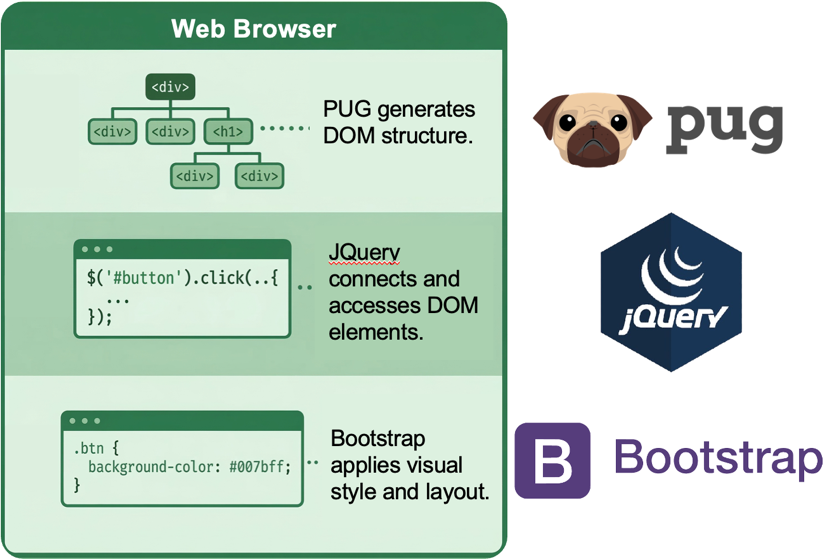 Web Browser
<div>
<div> <div> <h1>
<div> <div>
PUG generates
DOM structure.
pug
$('#button').click(..{
...
});
JQuery
connects and
accesses DOM
elements.
jQuery
.btn {
background-color: #007bff;
}
Bootstrap
applies visual
style and layout.
B Bootstrap